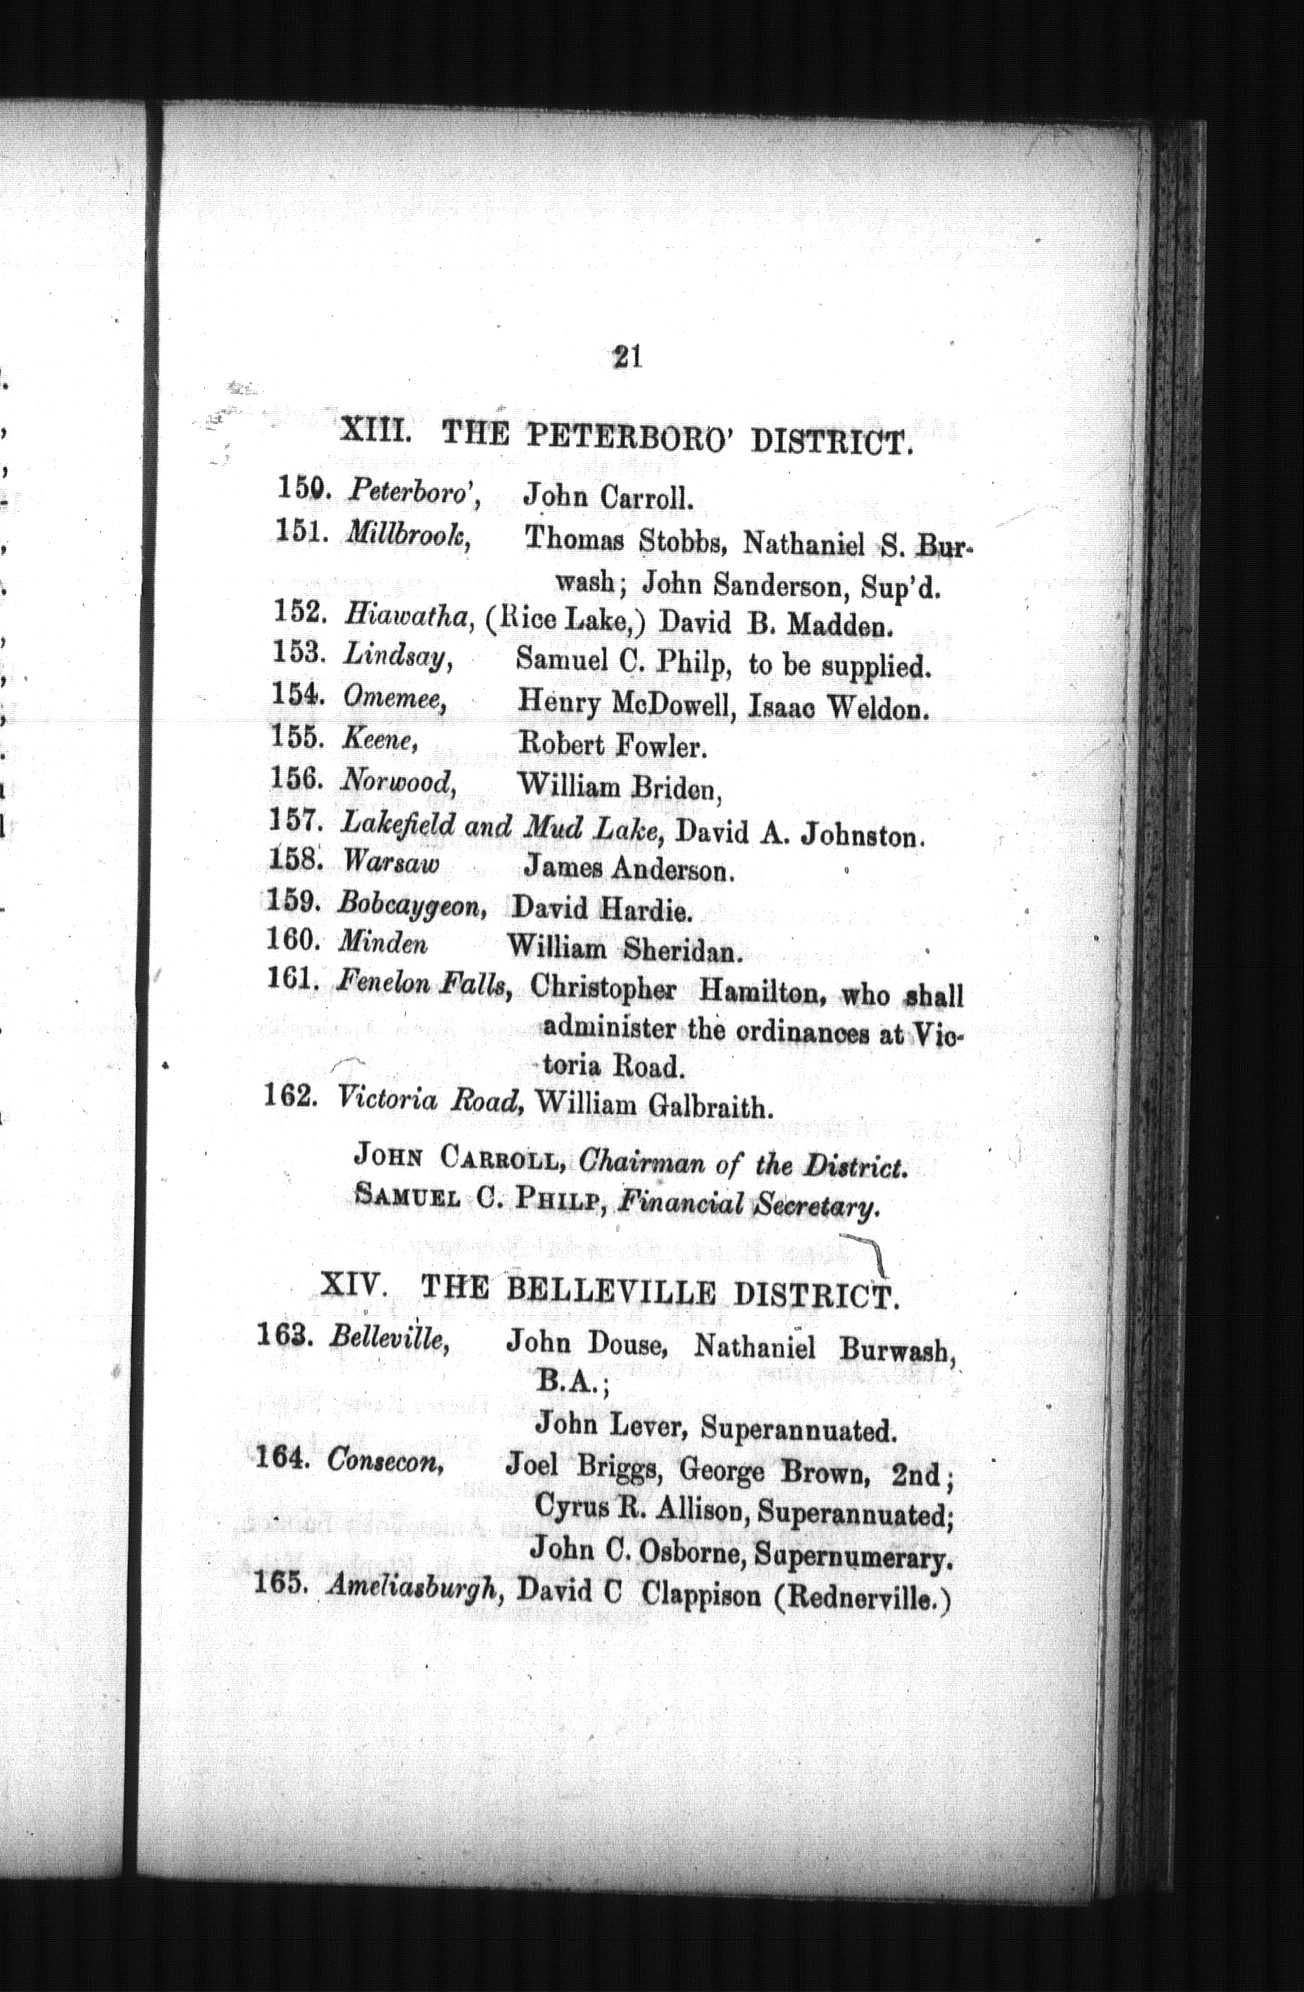 21
XIII. THE PETERBORO' DISTRICT.
150. Peterboro', John Carroll.
151. Millbrook, Thomas Stobbs, Nathaniel S. Bur-
wash; John Sanderson, Sup'd.
152. Hiawatha, (Rice Lake,) David B. Madden.
153. Lindsay, Samuel C. Philp, to be supplied.
154. Omemee, Henry McDowell, Isaac Weldon.
155. Keene, Robert Fowler.
156. Norwood, William Briden,
157. Lakefield and Mud Lake, David A. Johnston.
158. Warsaw James Anderson.
159. Bobcaygeon, David Hardie.
160. Minden William Sheridan.
161. Fenelon Falls, Christopher Hamilton, who shall
administer the ordinances at Vic-
toria Road.
162. Victoria Road, William Galbraith.
JOHN CARROLL, Chairman of the District.
SAMUEL C. PHILP, Financial Secretary.
XIV. THE BELLEVILLE DISTRICT.
163. Belleville, John Douse, Nathaniel Burwash,
B.A.;
John Lever, Superannuated.
164. Consecon, Joel Briggs, George Brown, 2nd;
Cyrus R. Allison, Superannuated;
John C. Osborne, Supernumerary.
165. Ameliasburgh, David C Clappison (Rednerville.)